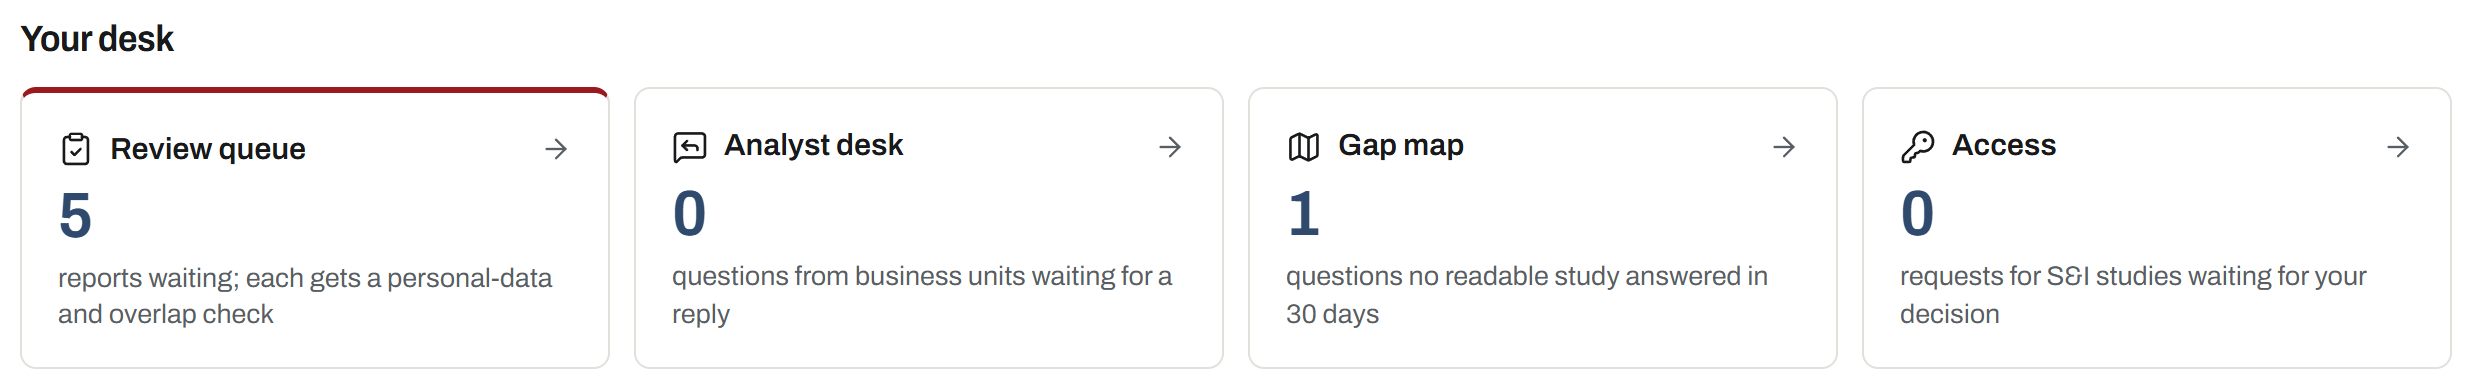 Your desk
Review queue
5
reports waiting; each gets a personal-data
and overlap check
Analyst desk
0
questions from business units waiting for a
reply
Gap map
1
questions no readable study answered in
30 days
Access
0
requests for S&I studies waiting for your
decision